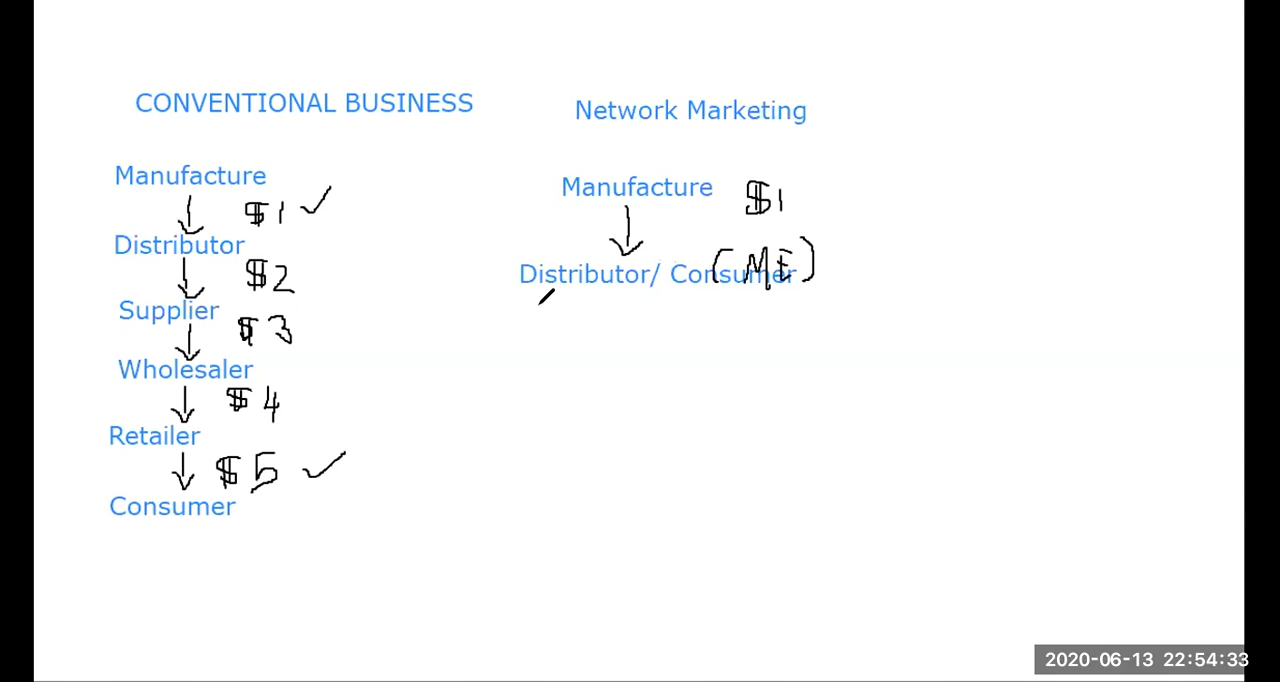 CONVENTIONAL BUSINESS
Manufacture
$1
Distributor
$2
Supplier
$3
Wholesaler
$4
Retailer
$5
Consumer
Network Marketing
Manufacture $1
Distributor/ Consumer (ME)
2020-06-13 22:54:33